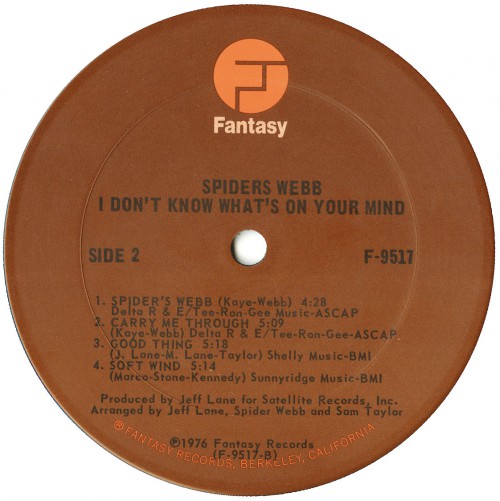 Fantasy
SPIDERS WEBB
I DON'T KNOW WHAT'S ON YOUR MIND
SIDE 2 F-9517
1. SPIDER'S WEBB (Kaye-Webb) 4:28
Delta R & E/Tee-Ron-Gee Music-ASCAP
2. CARRY ME THROUGH 5:09
(Kaye-Webb) Delta R & E/Tee-Ron-Gee-ASCAP
3. GOOD THING 5:18
(J. Lane-M. Lane-Taylor) Shelly Music-BMI
4. SOFT WIND 5:14
(Marco-Stone-Kennedy) Sunnyridge Music-BMI
Produced by Jeff Lane for Satellite Records, Inc.
Arranged by Jeff Lane, Spider Webb and Sam Taylor
℗1976 Fantasy Records
(F-9517-B)
℗ FANTASY RECORDS, BERKELEY, CALIFORNIA